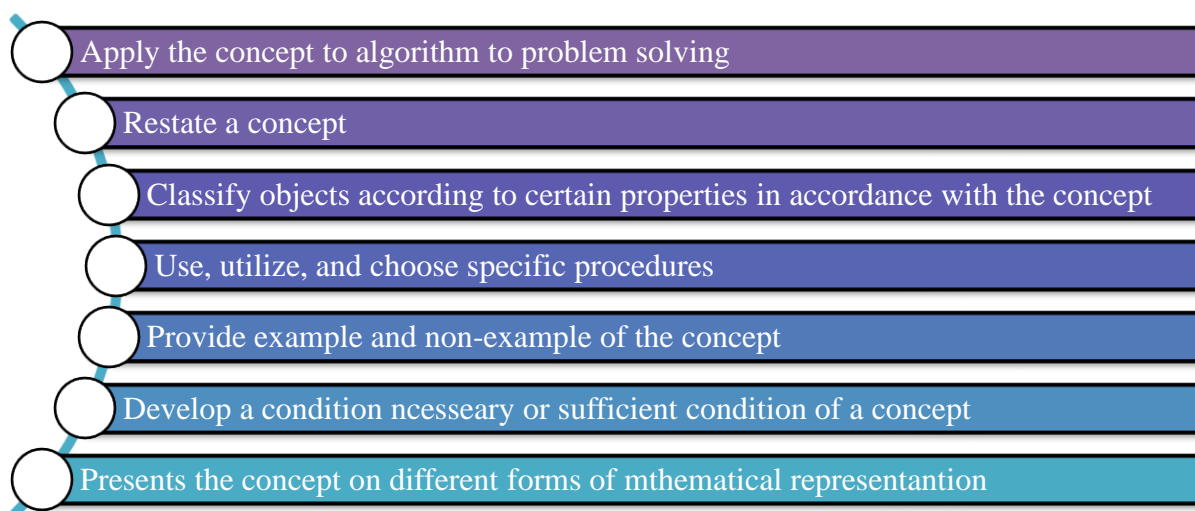 Apply the concept to algorithm to problem solving
Restate a concept
Classify objects according to certain properties in accordance with the concept
Use, utilize, and choose specific procedures
Provide example and non-example of the concept
Develop a condition ncesseary or sufficient condition of a concept
Presents the concept on different forms of mthematical representantion